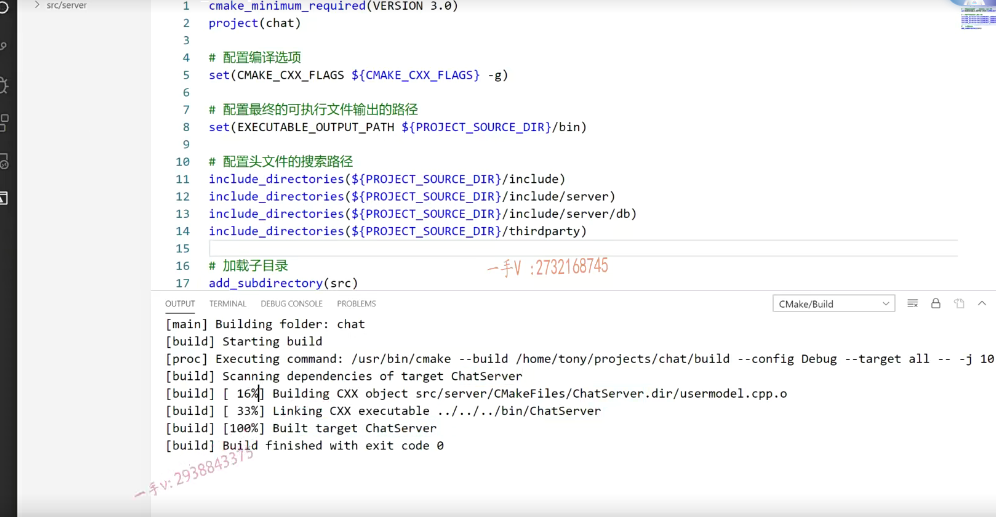 src/server
1 cmake_minimum_required(VERSION 3.0)
2 project(chat)
3
4 # 配置编译选项
5 set(CMAKE_CXX_FLAGS ${CMAKE_CXX_FLAGS} -g)
6
7 # 配置最终的可执行文件输出的路径
8 set(EXECUTABLE_OUTPUT_PATH ${PROJECT_SOURCE_DIR}/bin)
9
10 # 配置头文件的搜索路径
11 include_directories(${PROJECT_SOURCE_DIR}/include)
12 include_directories(${PROJECT_SOURCE_DIR}/include/server)
13 include_directories(${PROJECT_SOURCE_DIR}/include/server/db)
14 include_directories(${PROJECT_SOURCE_DIR}/thirdparty)
15
16 # 加载子目录
一手V :2732168745
17 add_subdirectory(src)
OUTPUT TERMINAL DEBUG CONSOLE PROBLEMS CMake/Build
[main] Building folder: chat
[build] Starting build
[proc] Executing command: /usr/bin/cmake --build /home/tony/projects/chat/build --config Debug --target all -- -j 10
[build] Scanning dependencies of target ChatServer
[build] [ 16%] Building CXX object src/server/CMakeFiles/ChatServer.dir/usermodel.cpp.o
[build] [ 33%] Linking CXX executable ../../../bin/ChatServer
[build] [100%] Built target ChatServer
[build] Build finished with exit code 0
一手v:2938843375